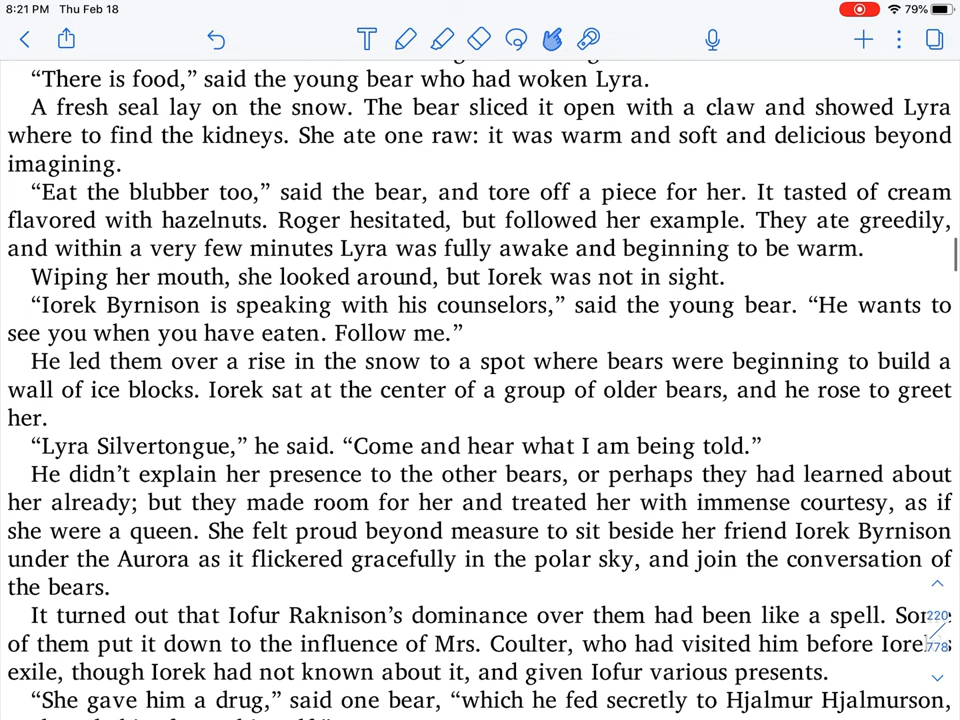 8:21 PM Thu Feb 18 79%
“There is food,” said the young bear who had woken Lyra.
A fresh seal lay on the snow. The bear sliced it open with a claw and showed Lyra
where to find the kidneys. She ate one raw: it was warm and soft and delicious beyond
imagining.
“Eat the blubber too,” said the bear, and tore off a piece for her. It tasted of cream
flavored with hazelnuts. Roger hesitated, but followed her example. They ate greedily,
and within a very few minutes Lyra was fully awake and beginning to be warm.
Wiping her mouth, she looked around, but Iorek was not in sight.
“Iorek Byrnison is speaking with his counselors,” said the young bear. “He wants to
see you when you have eaten. Follow me.”
He led them over a rise in the snow to a spot where bears were beginning to build a
wall of ice blocks. Iorek sat at the center of a group of older bears, and he rose to greet
her.
“Lyra Silvertongue,” he said. “Come and hear what I am being told.”
He didn’t explain her presence to the other bears, or perhaps they had learned about
her already; but they made room for her and treated her with immense courtesy, as if
she were a queen. She felt proud beyond measure to sit beside her friend Iorek Byrnison
under the Aurora as it flickered gracefully in the polar sky, and join the conversation of
the bears.
It turned out that Iofur Raknison’s dominance over them had been like a spell.
220
of them put it down to the influence of Mrs. Coulter, who had visited him before
778
exile, though Iorek had not known about it, and given Iofur various presents.
“She gave him a drug,” said one bear, “which he fed secretly to Hjalmur Hjalmurson,